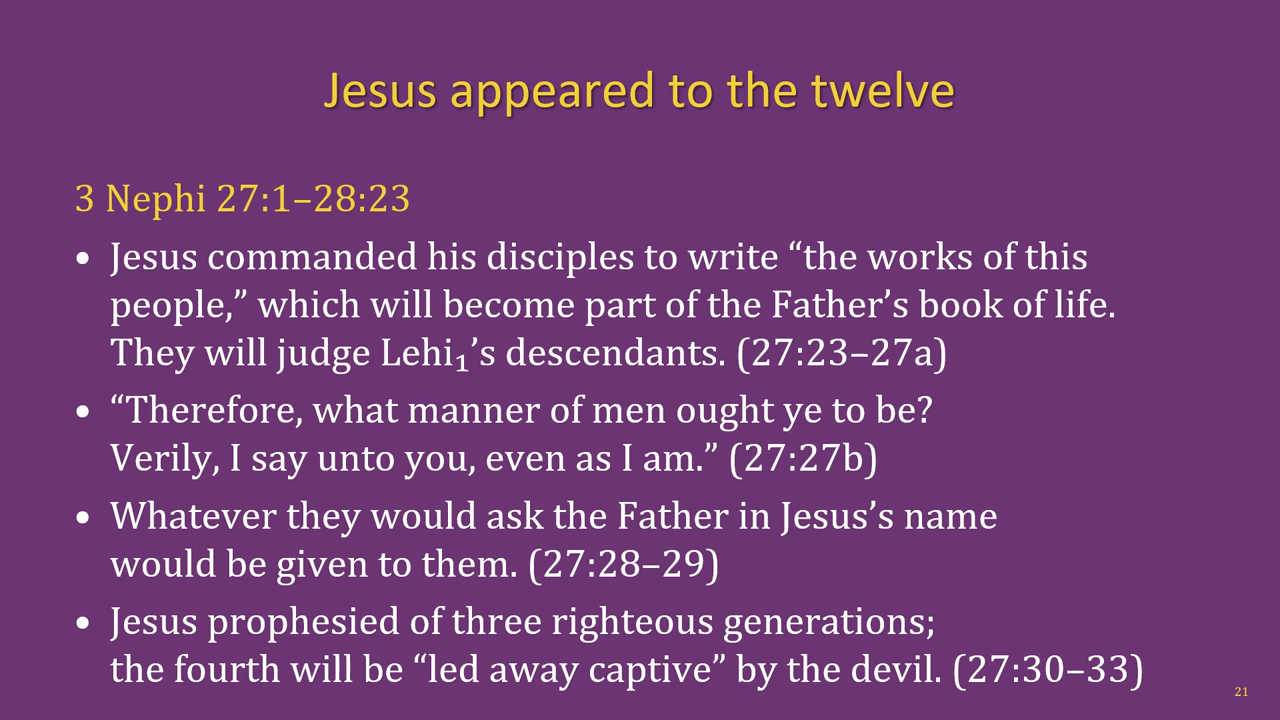 Jesus appeared to the twelve
3 Nephi 27:1–28:23
• Jesus commanded his disciples to write “the works of this
people,” which will become part of the Father’s book of life.
They will judge Lehi₁’s descendants. (27:23–27a)
• “Therefore, what manner of men ought ye to be?
Verily, I say unto you, even as I am.” (27:27b)
• Whatever they would ask the Father in Jesus’s name
would be given to them. (27:28–29)
• Jesus prophesied of three righteous generations;
the fourth will be “led away captive” by the devil. (27:30–33)
21